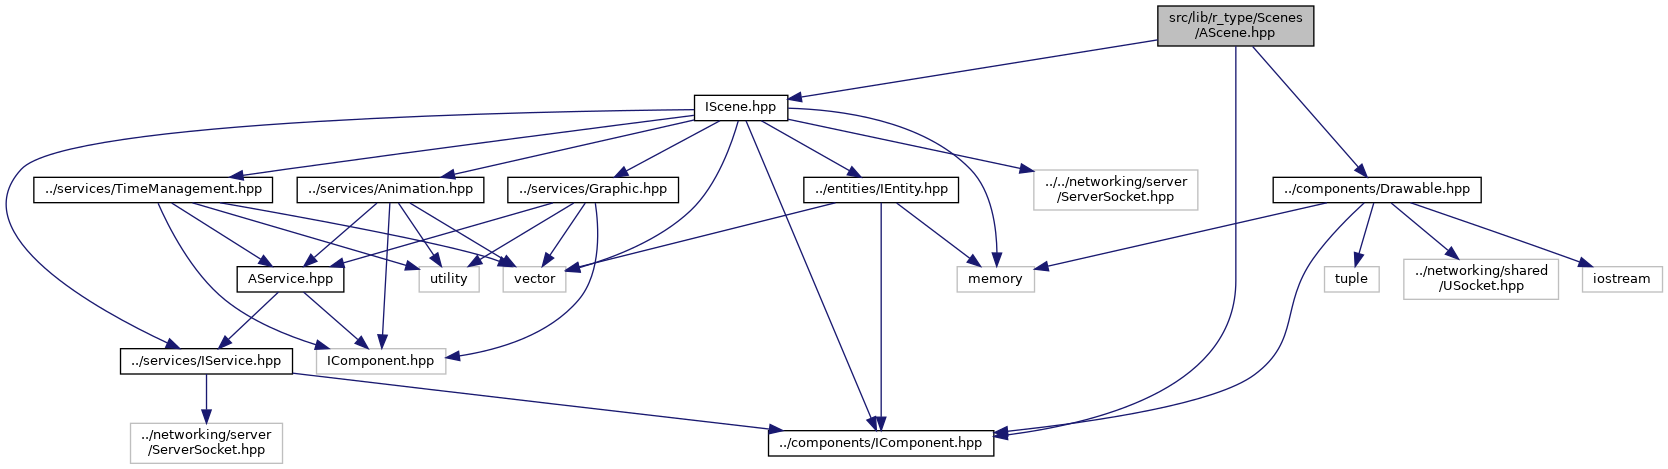 src/lib/r_type/Scenes
/AScene.hpp
IScene.hpp
../services/TimeManagement.hpp
../services/Animation.hpp
../services/Graphic.hpp
../entities/IEntity.hpp
../../networking/server
/ServerSocket.hpp
../components/Drawable.hpp
AService.hpp
utility
vector
memory
tuple
../networking/shared
/USocket.hpp
iostream
../services/IService.hpp
IComponent.hpp
../networking/server
/ServerSocket.hpp
../components/IComponent.hpp